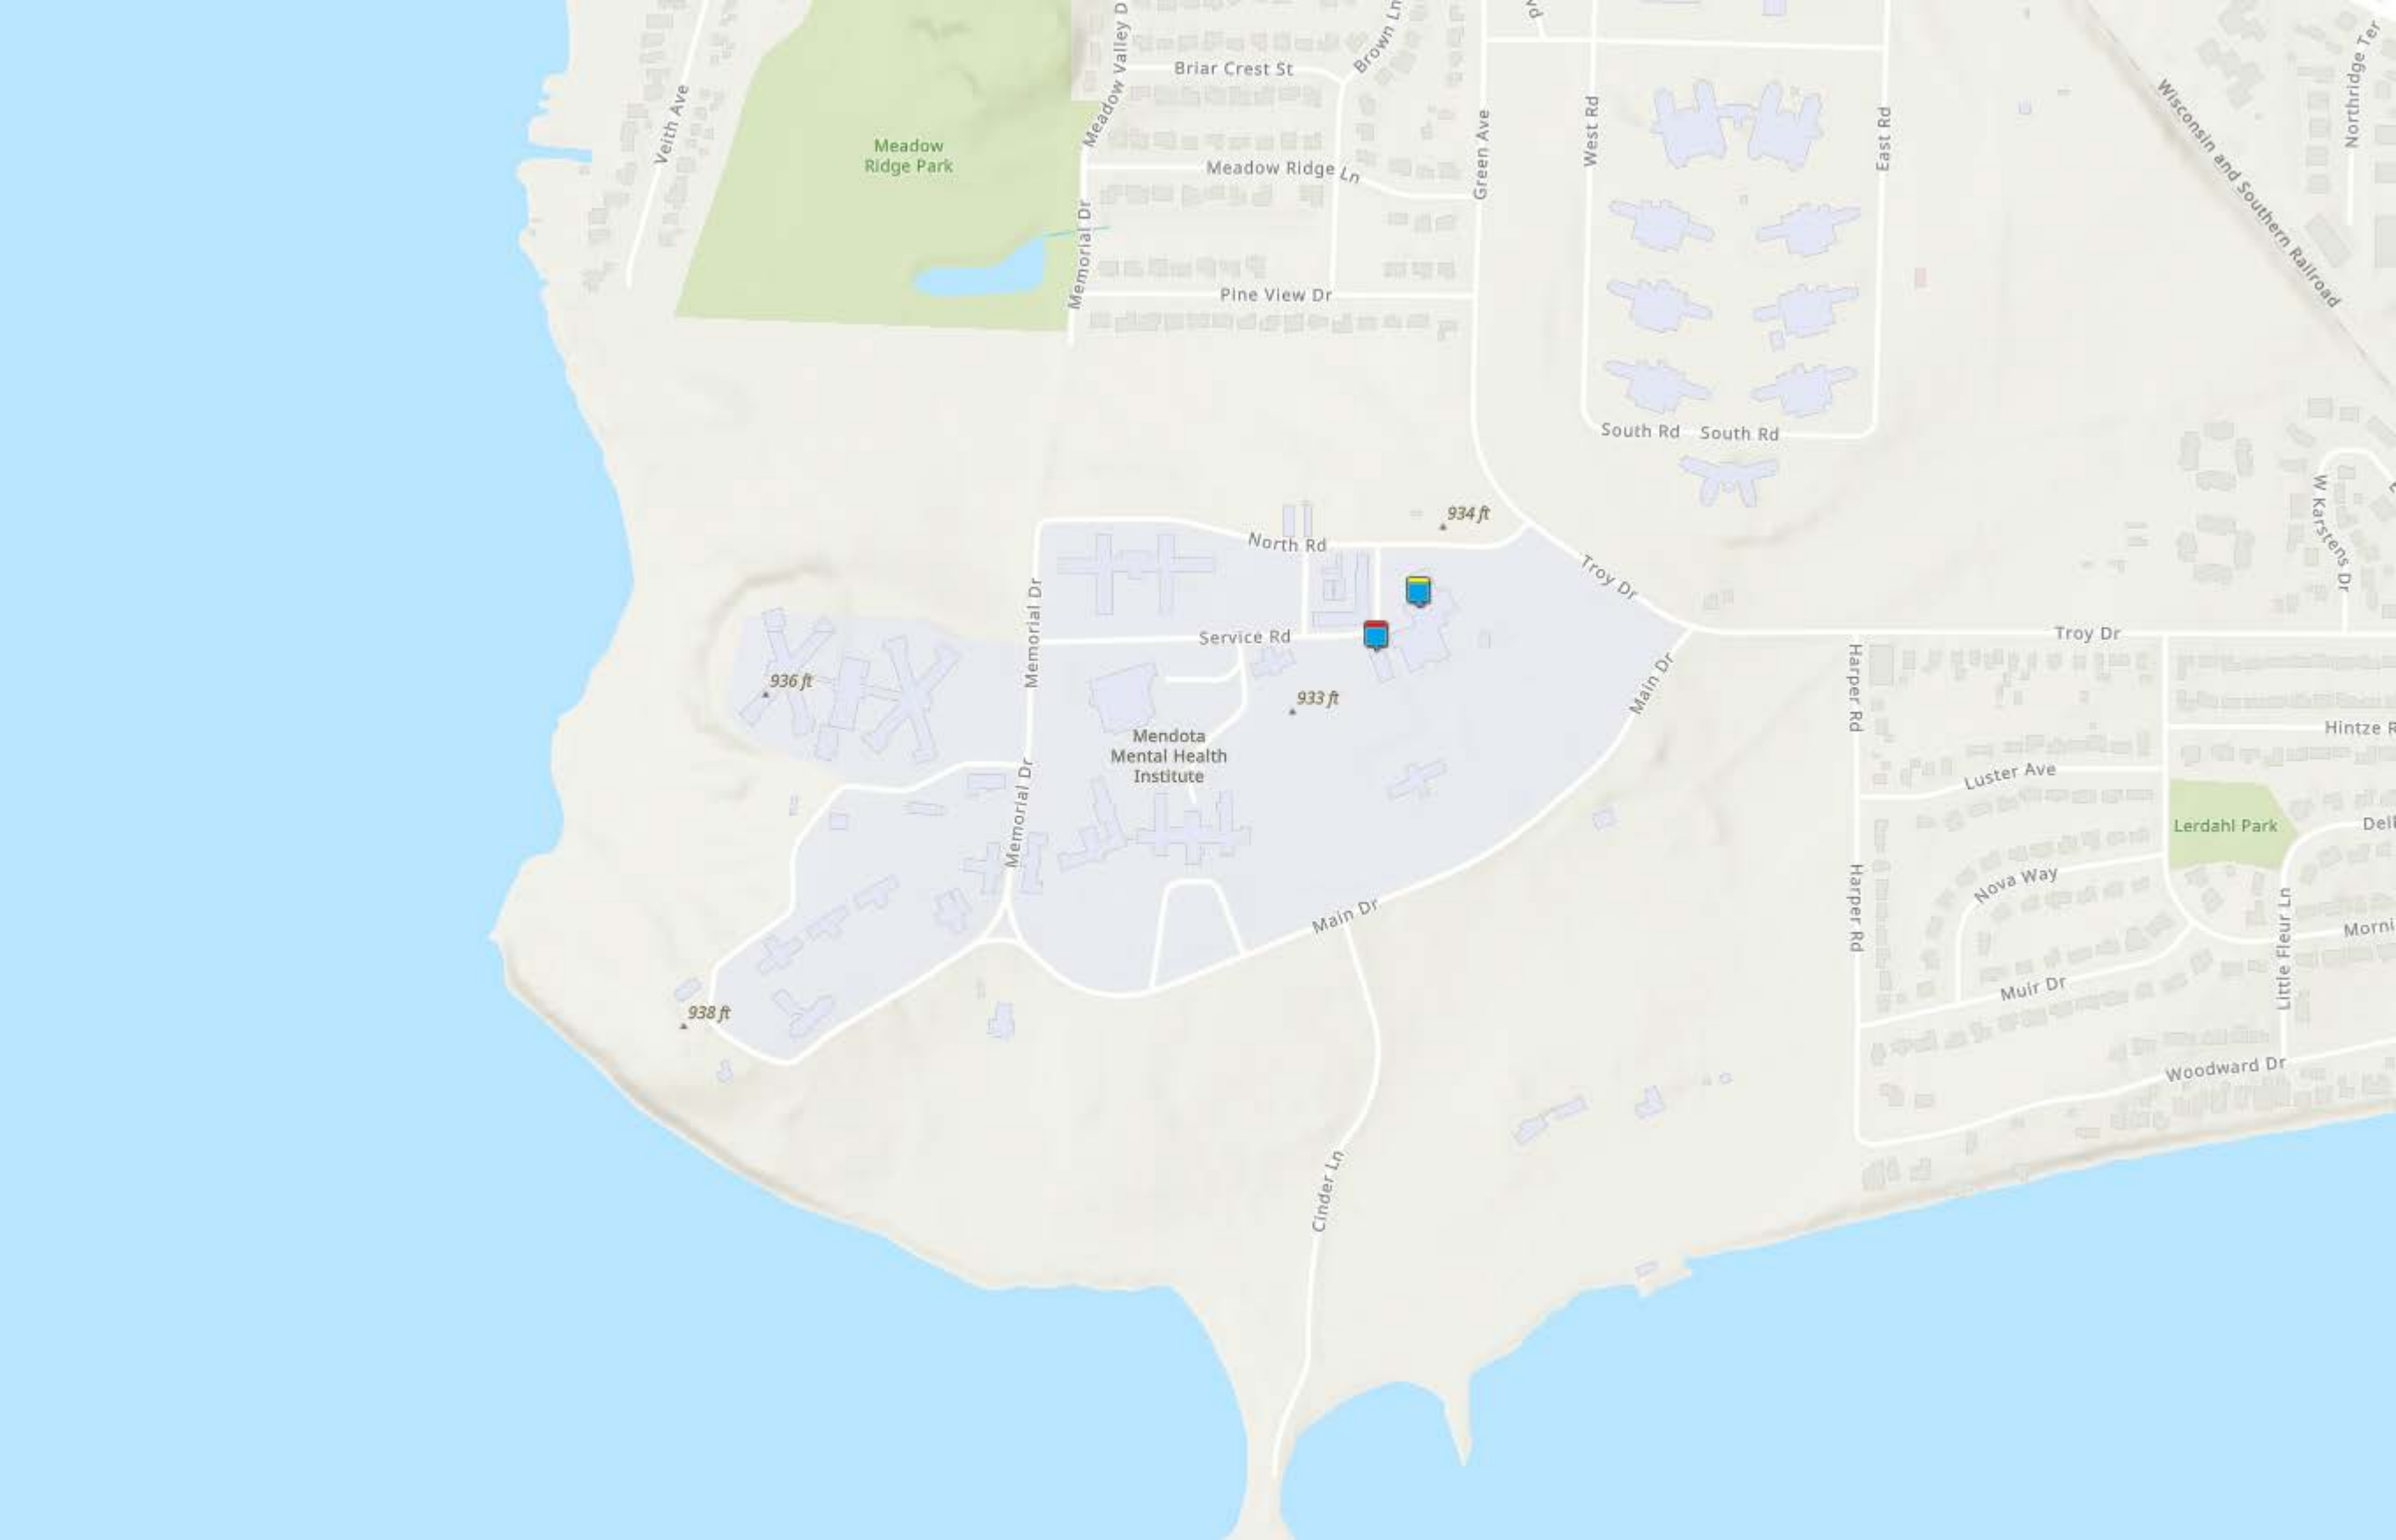 Meadow Valley D
Brown Ln
Briar Crest St
Veith Ave
Meadow
Ridge Park
Meadow Ridge Ln
Green Ave
West Rd
East Rd
Wisconsin and Southern Railroad
Northridge Ter
Memorial Dr
Pine View Dr
South Rd
South Rd
934 ft
North Rd
Troy Dr
W Karstens Dr
Memorial Dr
Service Rd
Troy Dr
936 ft
933 ft
Main Dr
Harper Rd
Hintze R
Mendota
Mental Health
Institute
Luster Ave
Memorial Dr
Lerdahl Park
Dell
Nova Way
Main Dr
Harper Rd
Little Fleur Ln
Morni
Muir Dr
938 ft
Woodward Dr
Cinder Ln